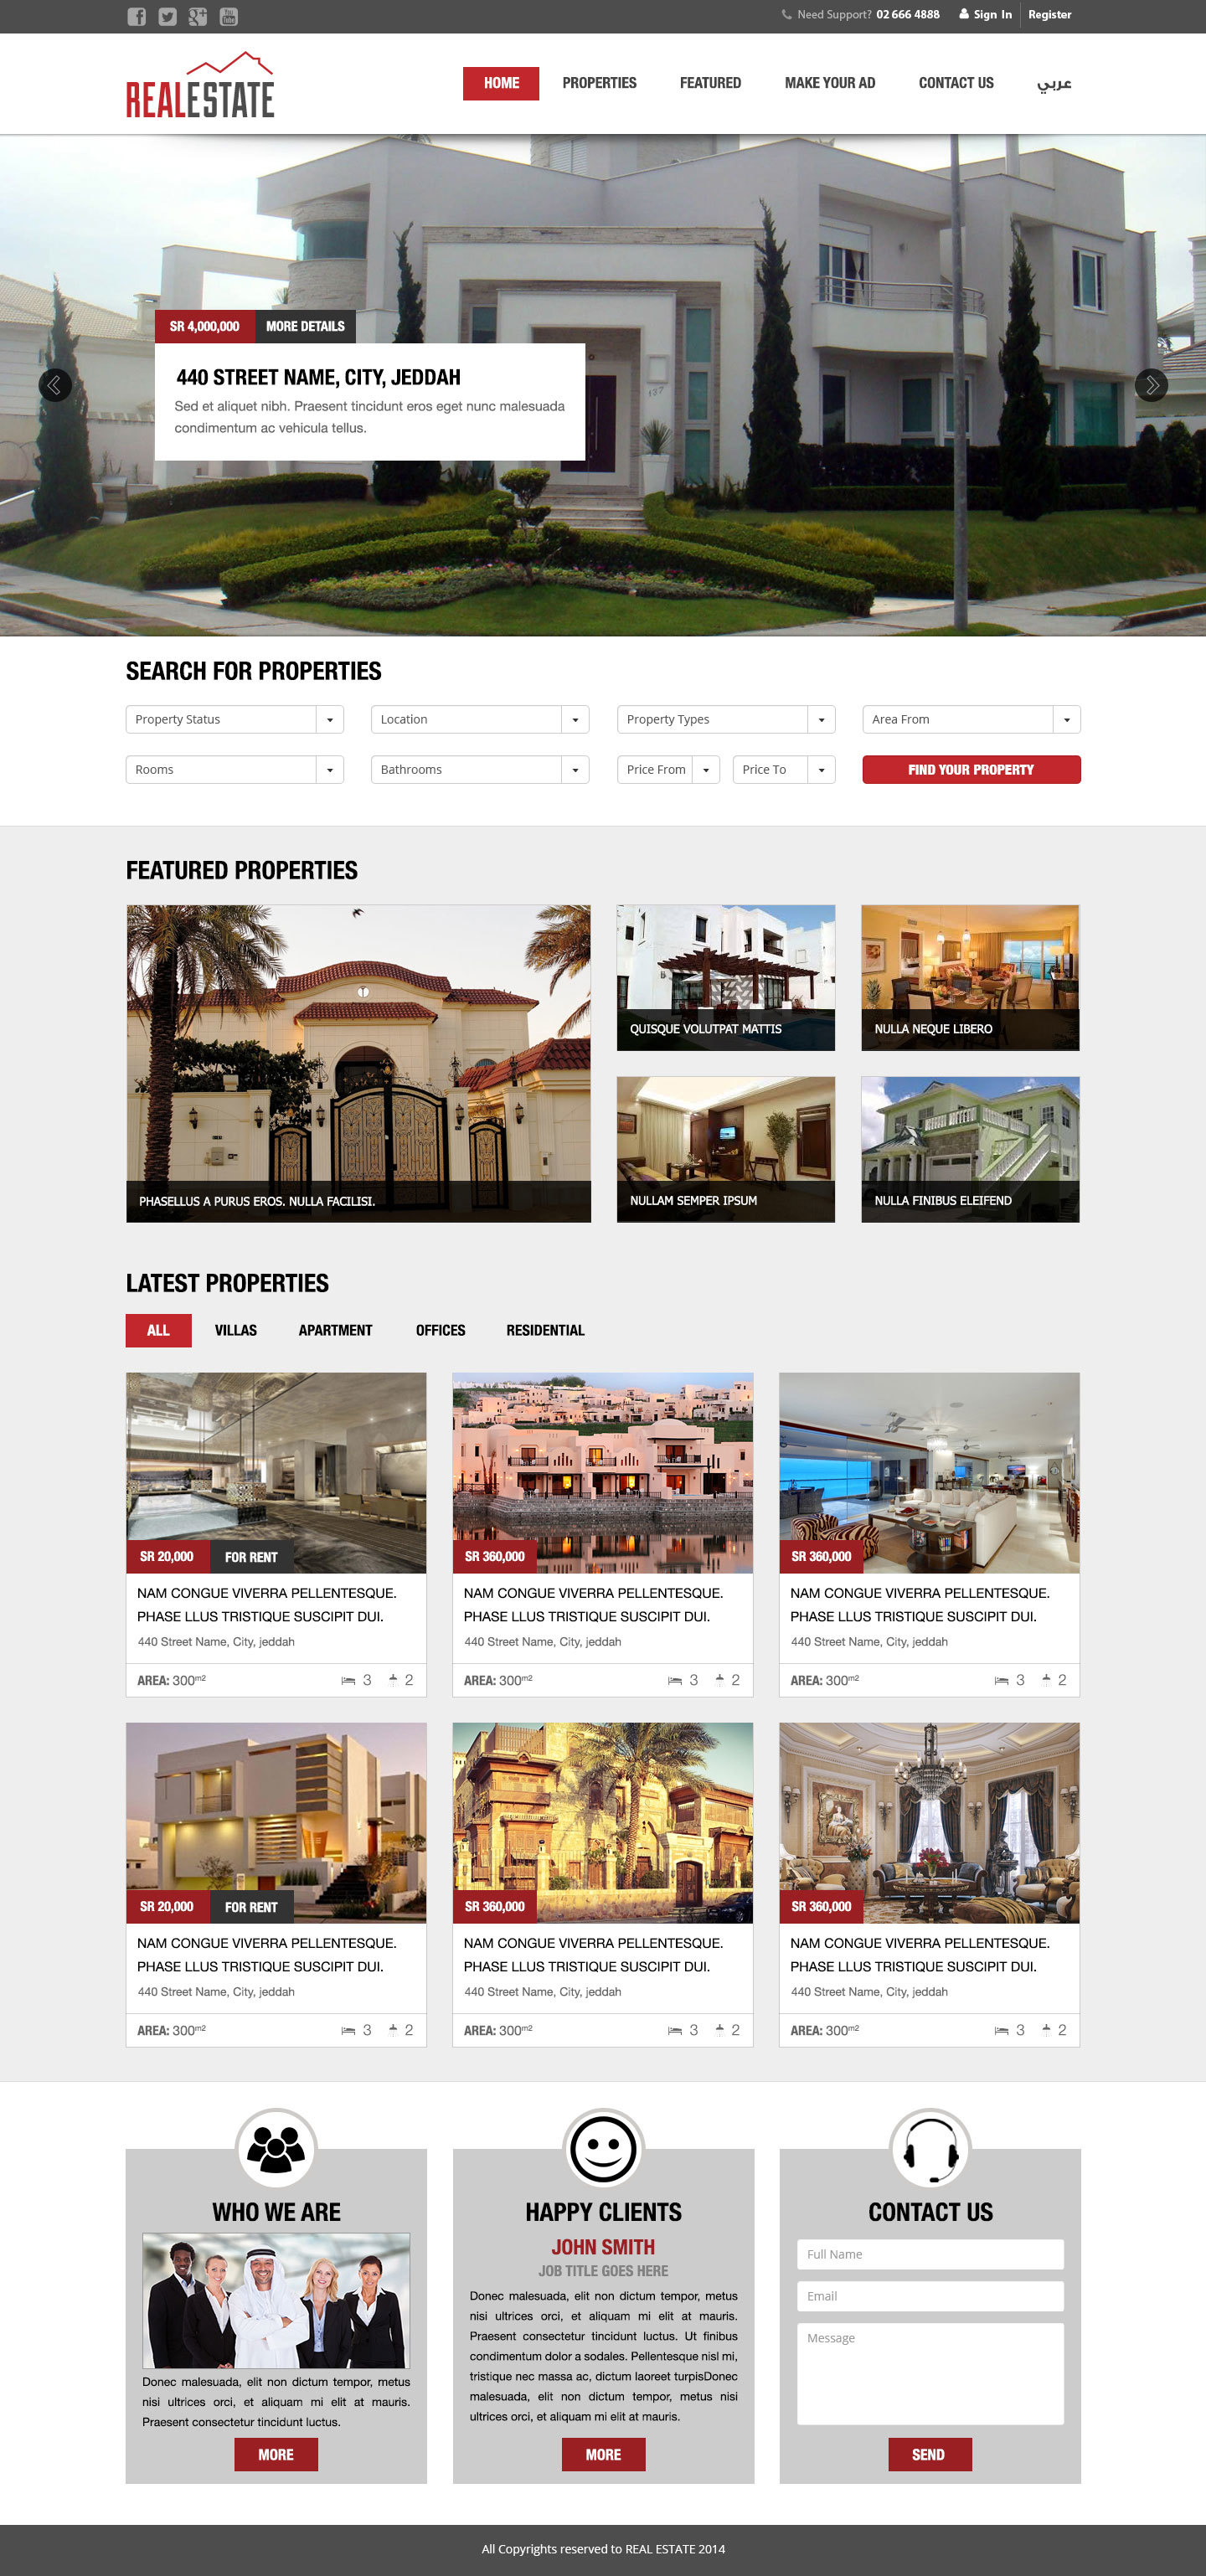 Need Support? 02 666 4888 Sign In Register
REALESTATE
HOME PROPERTIES FEATURED MAKE YOUR AD CONTACT US عربي
SR 4,000,000 MORE DETAILS
440 STREET NAME, CITY, JEDDAH
Sed et aliquet nibh. Praesent tincidunt eros eget nunc malesuada
condimentum ac vehicula tellus.
SEARCH FOR PROPERTIES
Property Status Location Property Types Area From
Rooms Bathrooms Price From Price To FIND YOUR PROPERTY
FEATURED PROPERTIES
QUISQUE VOLUTPAT MATTIS NULLA NEQUE LIBERO
PHASELLUS A PURUS EROS. NULLA FACILISI. NULLAM SEMPER IPSUM NULLA FINIBUS ELEIFEND
LATEST PROPERTIES
ALL VILLAS APARTMENT OFFICES RESIDENTIAL
SR 20,000 FOR RENT
NAM CONGUE VIVERRA PELLENTESQUE.
PHASE LLUS TRISTIQUE SUSCIPIT DUI.
440 Street Name, City, jeddah
AREA: 300m2 3 2
SR 360,000
NAM CONGUE VIVERRA PELLENTESQUE.
PHASE LLUS TRISTIQUE SUSCIPIT DUI.
440 Street Name, City, jeddah
AREA: 300m2 3 2
SR 360,000
NAM CONGUE VIVERRA PELLENTESQUE.
PHASE LLUS TRISTIQUE SUSCIPIT DUI.
440 Street Name, City, jeddah
AREA: 300m2 3 2
SR 20,000 FOR RENT
NAM CONGUE VIVERRA PELLENTESQUE.
PHASE LLUS TRISTIQUE SUSCIPIT DUI.
440 Street Name, City, jeddah
AREA: 300m2 3 2
SR 360,000
NAM CONGUE VIVERRA PELLENTESQUE.
PHASE LLUS TRISTIQUE SUSCIPIT DUI.
440 Street Name, City, jeddah
AREA: 300m2 3 2
SR 360,000
NAM CONGUE VIVERRA PELLENTESQUE.
PHASE LLUS TRISTIQUE SUSCIPIT DUI.
440 Street Name, City, jeddah
AREA: 300m2 3 2
WHO WE ARE
Donec malesuada, elit non dictum tempor, metus
nisi ultrices orci, et aliquam mi elit at mauris.
Praesent consectetur tincidunt luctus.
MORE
HAPPY CLIENTS
JOHN SMITH
JOB TITLE GOES HERE
Donec malesuada, elit non dictum tempor, metus
nisi ultrices orci, et aliquam mi elit at mauris.
Praesent consectetur tincidunt luctus. Ut finibus
condimentum dolor a sodales. Pellentesque nisl mi,
tristique nec massa ac, dictum laoreet turpisDonec
malesuada, elit non dictum tempor, metus nisi
ultrices orci, et aliquam mi elit at mauris.
MORE
CONTACT US
Full Name
Email
Message
SEND
All Copyrights reserved to REAL ESTATE 2014